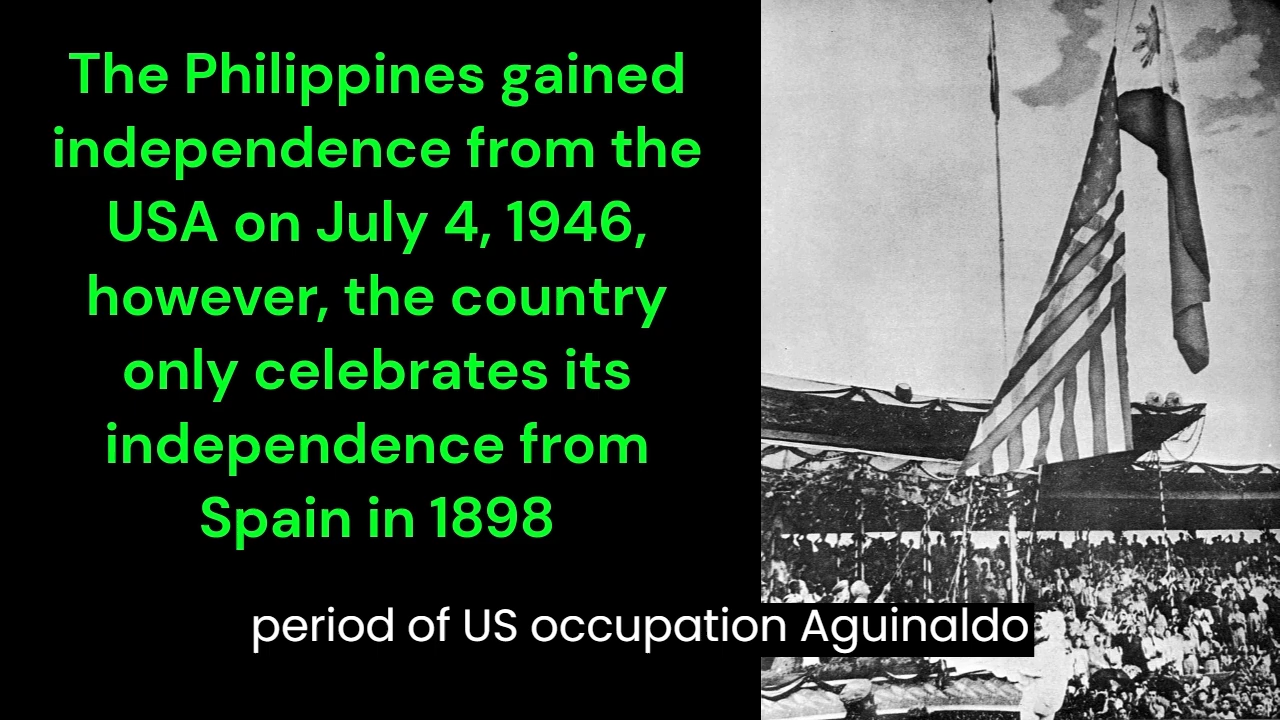 The Philippines gained
independence from the
USA on July 4, 1946,
however, the country
only celebrates its
independence from
Spain in 1898
period of US occupation Aguinaldo